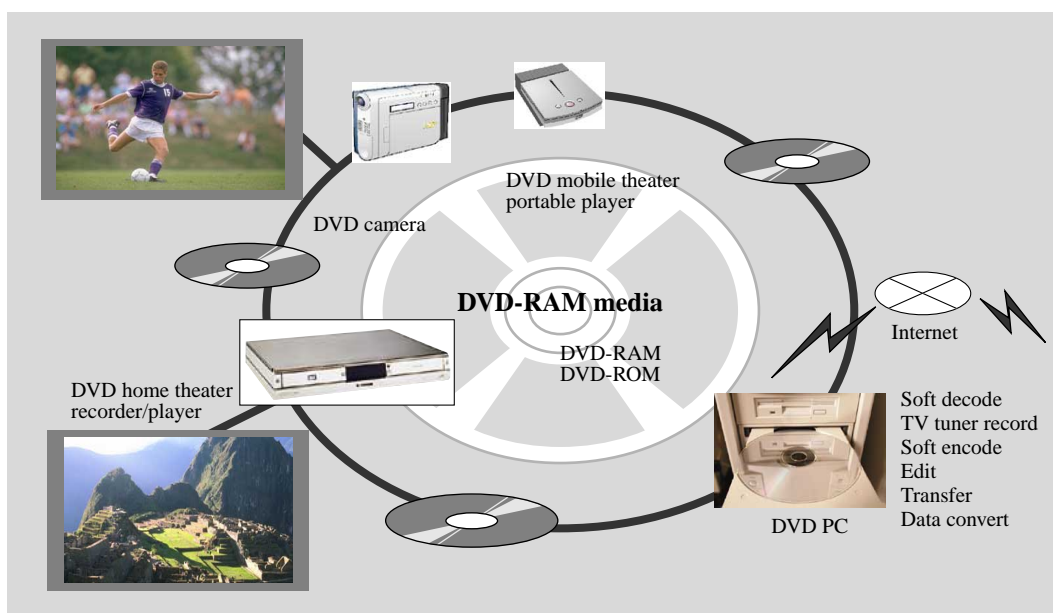 DVD mobile theater
portable player
DVD camera
DVD-RAM media
Internet
DVD-RAM
DVD-ROM
DVD home theater
recorder/player
Soft decode
TV tuner record
Soft encode
Edit
Transfer
Data convert
DVD PC
15